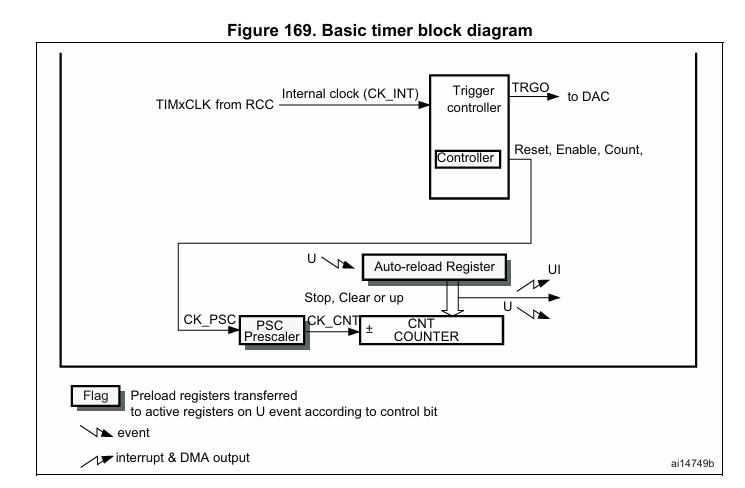 Figure 169. Basic timer block diagram
TIMxCLK from RCC
Internal clock (CK_INT)
Trigger
controller
TRGO
to DAC
Controller
Reset, Enable, Count,
U
Auto-reload Register
UI
Stop, Clear or up
U
CK_PSC
PSC
Prescaler
CK_CNT
±
CNT
COUNTER
Flag
Preload registers transferred
to active registers on U event according to control bit
event
interrupt & DMA output
ai14749b